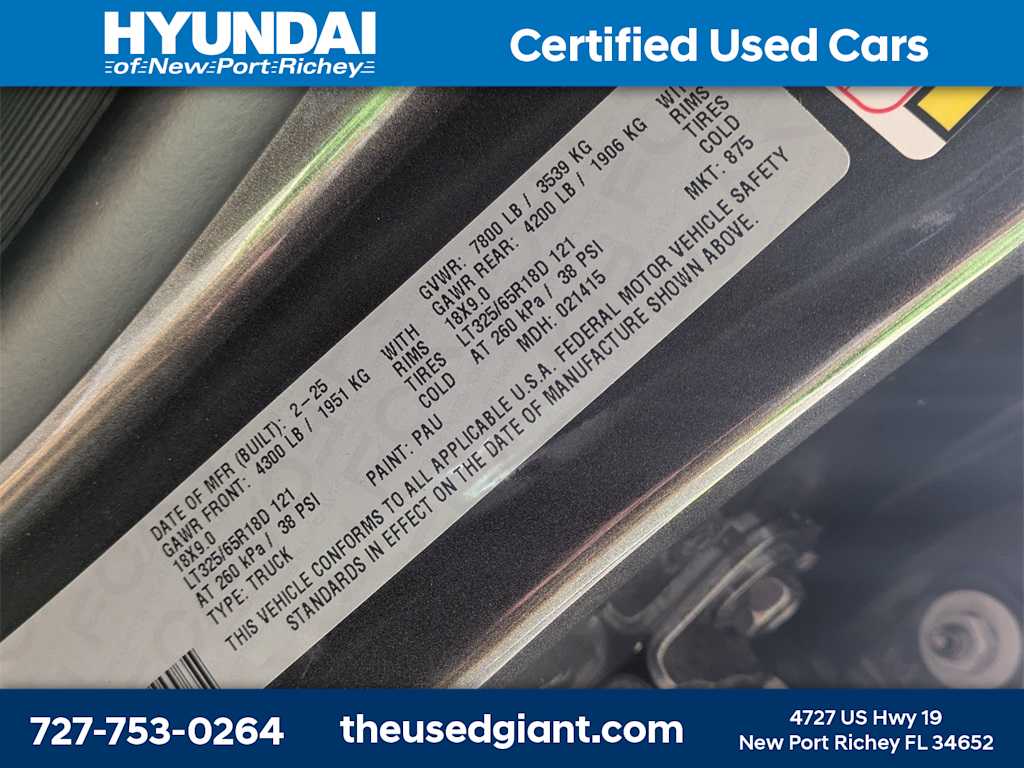 HYUNDAI
of New Port Richey
Certified Used Cars
DATE OF MFR (BUILT): 2-25
GVWR: 7800 LB / 3539 KG
GAWR FRONT: 4300 LB / 1951 KG
WITH
GAWR REAR: 4200 LB / 1906 KG
WITH
18X9.0
RIMS
18X9.0
RIMS
LT325/65R18D 121
TIRES
LT325/65R18D 121
TIRES
AT 260 kPa / 38 PSI
COLD
AT 260 kPa / 38 PSI
COLD
TYPE: TRUCK
PAINT: PAU
MDH: 021415
MKT: 875
THIS VEHICLE CONFORMS TO ALL APPLICABLE U.S.A. FEDERAL MOTOR VEHICLE SAFETY
STANDARDS IN EFFECT ON THE DATE OF MANUFACTURE SHOWN ABOVE.
727-753-0264
theusedgiant.com
4727 US Hwy 19
New Port Richey FL 34652